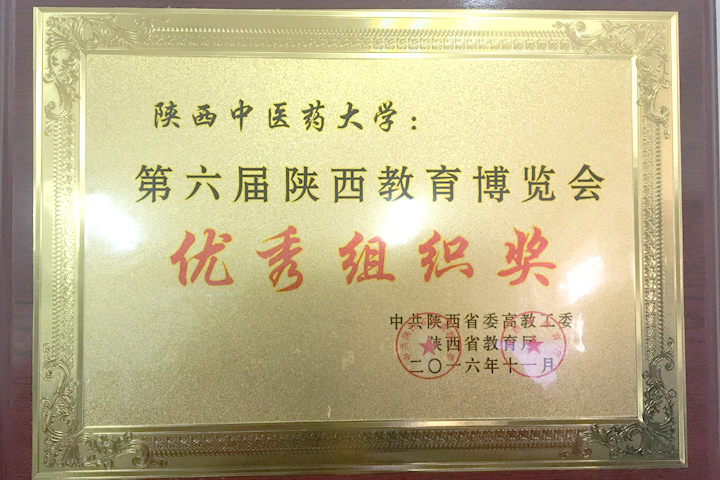 陕西中医药大学：
第六届陕西教育博览会
优秀组织奖
中共陕西省委高教工委
陕西省教育厅
二〇一六年十一月